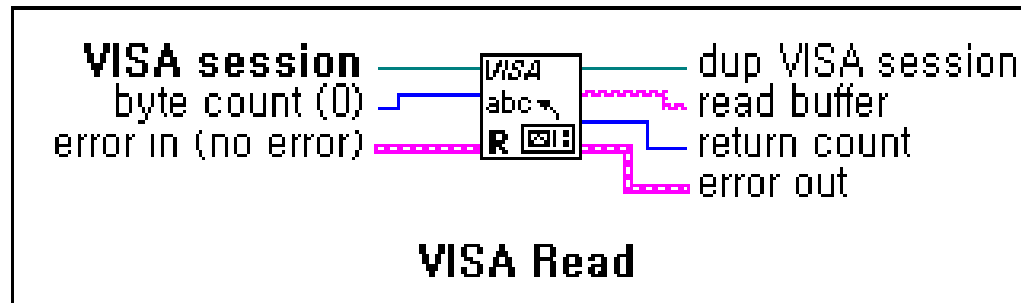 VISA session
byte count (0)
error in (no error)
VISA
abc
R
dup VISA session
read buffer
return count
error out
VISA Read